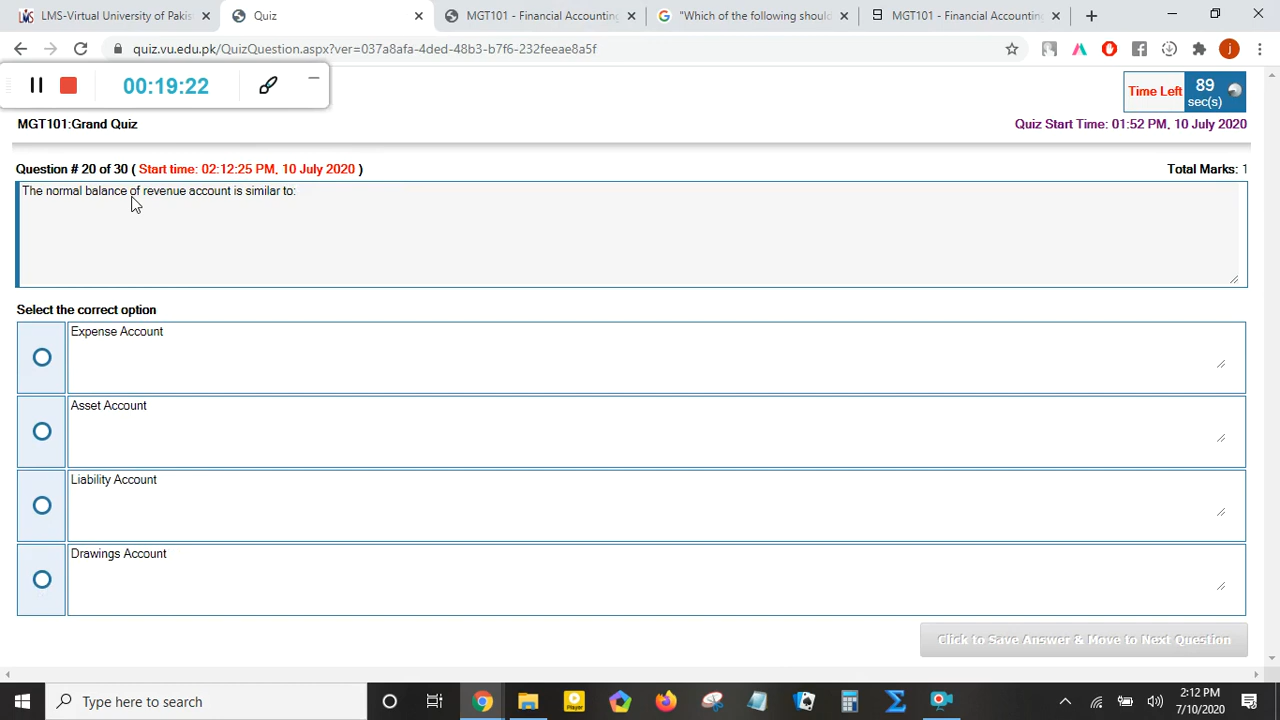 LMS-Virtual University of Pakis
Quiz
MGT101 - Financial Accounting
"Which of the following should
MGT101 - Financial Accounting
quiz.vu.edu.pk/QuizQuestion.aspx?ver=037a8afa-4ded-48b3-b7f6-232feeae8a5f
00:19:22
Time Left 89 sec(s)
MGT101:Grand Quiz
Quiz Start Time: 01:52 PM, 10 July 2020
Question # 20 of 30 ( Start time: 02:12:25 PM, 10 July 2020 )
Total Marks: 1
The normal balance of revenue account is similar to:
Select the correct option
Expense Account
Asset Account
Liability Account
Drawings Account
Click to Save Answer & Move to Next Question
Type here to search
Player
2:12 PM
7/10/2020